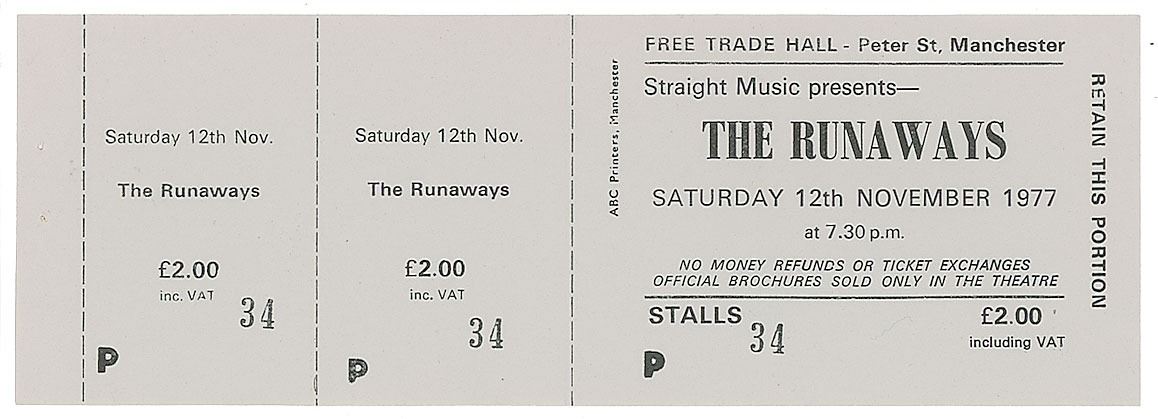 Saturday 12th Nov.
The Runaways
£2.00
inc. VAT
34
P
Saturday 12th Nov.
The Runaways
£2.00
inc. VAT
34
P
ABC Printers, Manchester
FREE TRADE HALL - Peter St, Manchester
Straight Music presents—
THE RUNAWAYS
SATURDAY 12th NOVEMBER 1977
at 7.30 p.m.
NO MONEY REFUNDS OR TICKET EXCHANGES
OFFICIAL BROCHURES SOLD ONLY IN THE THEATRE
STALLS 34 £2.00
P including VAT
RETAIN THIS PORTION